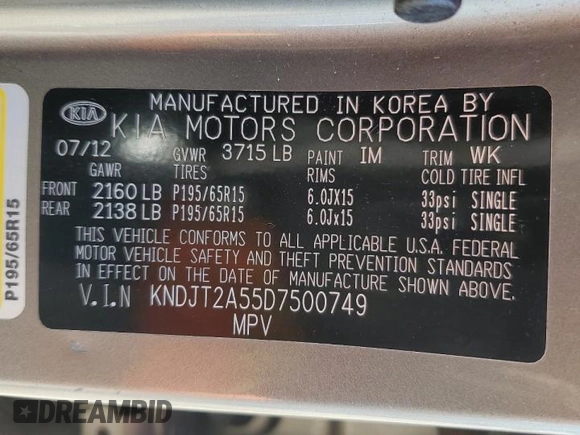 KIA
MANUFACTURED IN KOREA BY
KIA MOTORS CORPORATION
07/12 GVWR 3715 LB PAINT IM TRIM WK
GAWR TIRES RIMS COLD TIRE INFL
FRONT 2160 LB P195/65R15 6.0JX15 33psi SINGLE
REAR 2138 LB P195/65R15 6.0Jx15 33psi SINGLE
THIS VEHICLE CONFORMS TO ALL APPLICABLE U.S.A. FEDERAL
MOTOR VEHICLE SAFETY AND THEFT PREVENTION STANDARDS
IN EFFECT ON THE DATE OF MANUFACTURE SHOWN ABOVE.
V.I.N KNDJT2A55D7500749
MPV
P195/65R15
DREAMBID